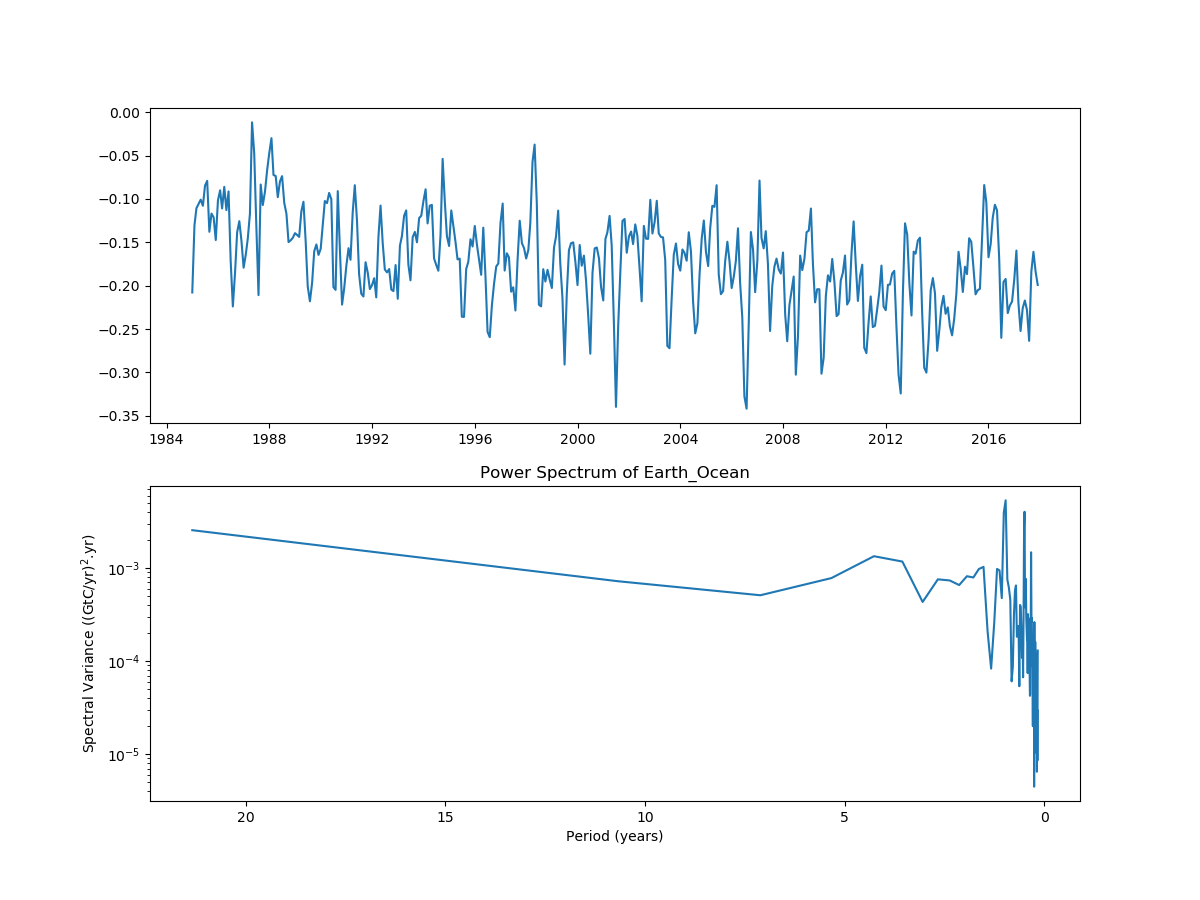 0.00
−0.05
−0.10
−0.15
−0.20
−0.25
−0.30
−0.35
1984 1988 1992 1996 2000 2004 2008 2012 2016
Power Spectrum of Earth_Ocean
Spectral Variance ((GtC/yr)².yr)
10⁻³
10⁻⁴
10⁻⁵
20 15 10 5 0
Period (years)